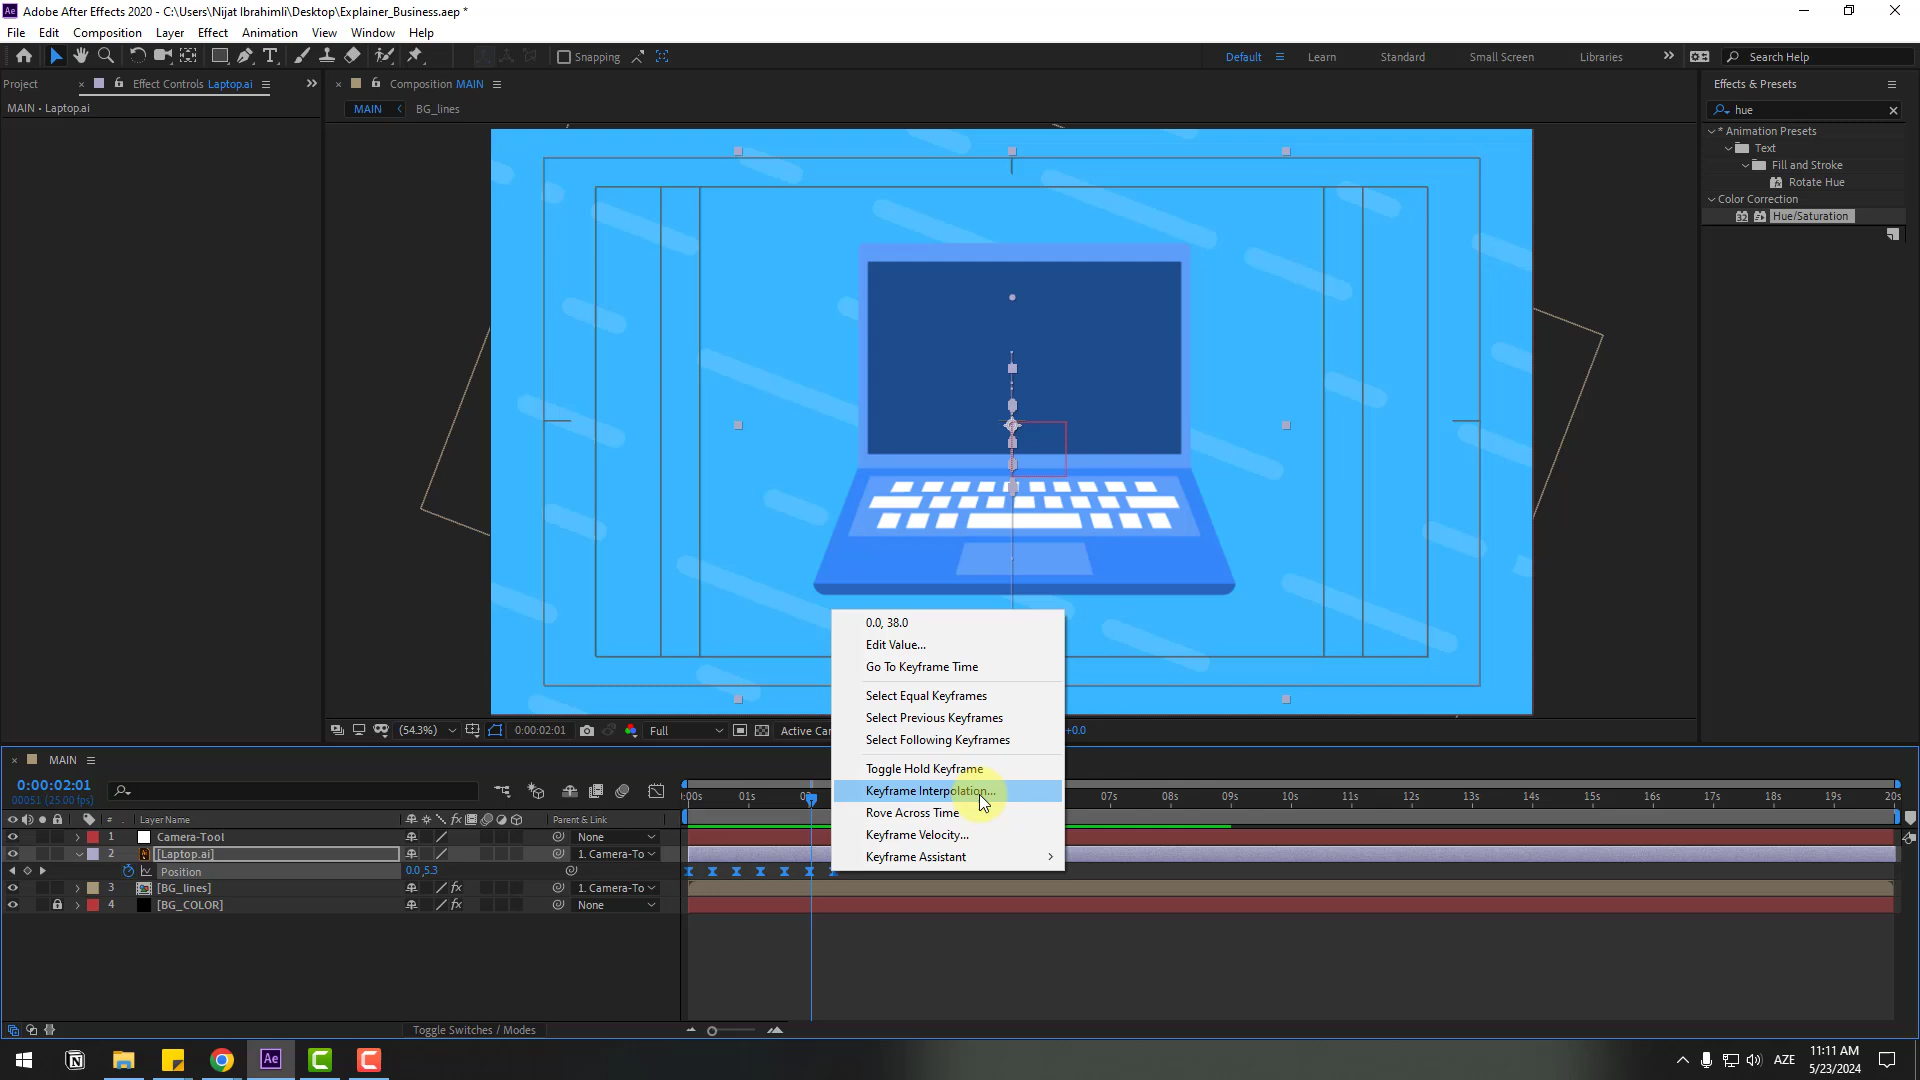 Adobe After Effects 2020 - C:\Users\Nijat Ibrahimli\Desktop\Explainer_Business.aep *
File Edit Composition Layer Effect Animation View Window Help
Snapping Default Learn Standard Small Screen Libraries Search Help
Project Effect Controls Laptop.ai Composition MAIN Effects & Presets
MAIN • Laptop.ai MAIN BG_lines hue
* Animation Presets
Text
Fill and Stroke
Rotate Hue
Color Correction
Hue/Saturation
0.0, 38.0
Edit Value...
Go To Keyframe Time
Select Equal Keyframes
Select Previous Keyframes
Select Following Keyframes
(54.3%) 0:00:02:01 Full Active Car +0.0
Toggle Hold Keyframe
Keyframe Interpolation...
Rove Across Time
Keyframe Velocity...
Keyframe Assistant
MAIN
0:00:02:01
00051 (25.00 fps)
:00s 01s 07s 08s 09s 10s 11s 12s 13s 14s 15s 16s 17s 18s 19s 20s
# Layer Name Parent & Link
1 Camera-Tool None
2 [Laptop.ai] 1. Camera-To
Position 0.0,5.3
3 [BG_lines] 1. Camera-To
4 [BG_COLOR] None
Toggle Switches / Modes
AZE 11:11 AM
5/23/2024